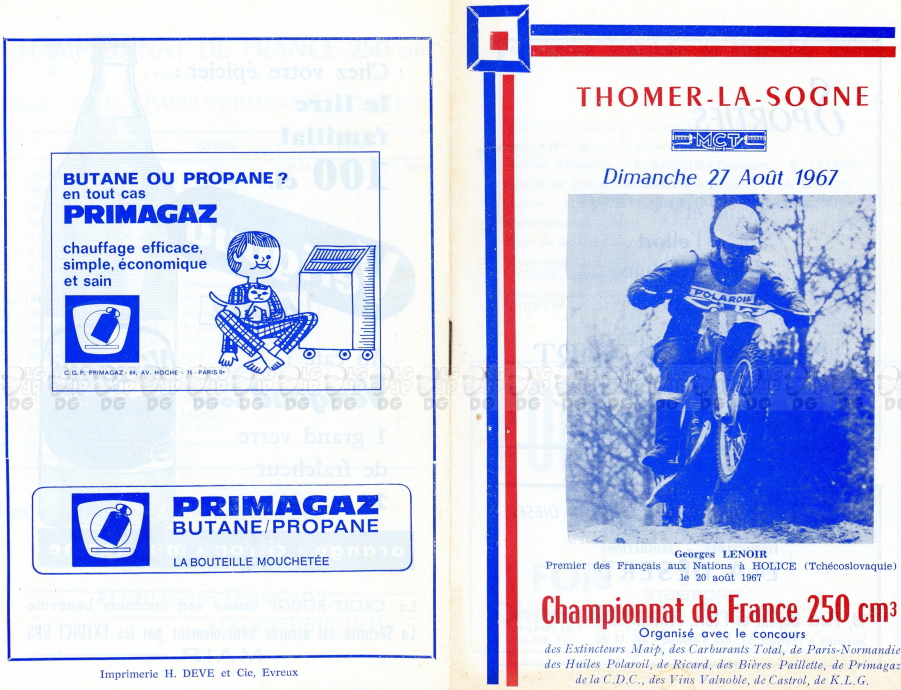 BUTANE OU PROPANE ?
en tout cas
PRIMAGAZ
chauffage efficace,
simple, économique
et sain
C.G.P. PRIMAGAZ - 64, AV. HOCHE - 75 - PARIS 8e
PRIMAGAZ
BUTANE/PROPANE
LA BOUTEILLE MOUCHETÉE
Imprimerie H. DEVE et Cie, Evreux
THOMER-LA-SOGNE
MCT
Dimanche 27 Août 1967
POLAROIL
Georges LENOIR
Premier des Français aux Nations à HOLICE (Tchécoslovaquie)
le 20 août 1967
Championnat de France 250 cm3
Organisé avec le concours
des Extincteurs Maip, des Carburants Total, de Paris-Normandie
des Huiles Polaroil, de Ricard, des Bières Paillette, de Primagaz
de la C.D.C., des Vins Valnoble, de Castrol, de K.L.G.